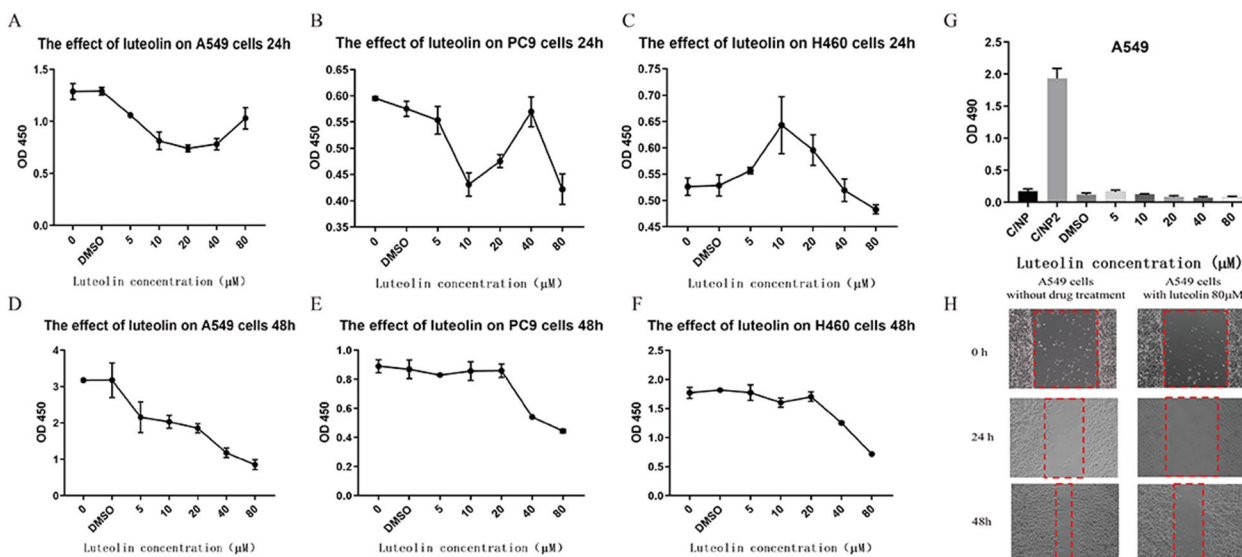 A
The effect of luteolin on A549 cells 24h
OD 450
1.5
1.0
0.5
0.0
0
DMSO
5
10
20
40
80
Luteolin concentration (μM)
B
The effect of luteolin on PC9 cells 24h
OD 450
0.65
0.60
0.55
0.50
0.45
0.40
0.35
0
DMSO
5
10
20
40
80
Luteolin concentration (μM)
C
The effect of luteolin on H460 cells 24h
OD 450
0.75
0.70
0.65
0.60
0.55
0.50
0.45
0
DMSO
5
10
20
40
80
Luteolin concentration (μM)
G
A549
OD 490
2.5
2.0
1.5
1.0
0.5
0.0
C/NP
C/NP2
DMSO
5
10
20
40
80
Luteolin concentration (μM)
D
The effect of luteolin on A549 cells 48h
OD 450
4
3
2
1
0
0
DMSO
5
10
20
40
80
Luteolin concentration (μM)
E
The effect of luteolin on PC9 cells 48h
OD 450
1.0
0.8
0.6
0.4
0.2
0.0
0
DMSO
5
10
20
40
80
Luteolin concentration (μM)
F
The effect of luteolin on H460 cells 48h
OD 450
2.5
2.0
1.5
1.0
0.5
0.0
0
DMSO
5
10
20
40
80
Luteolin concentration (μM)
H
A549 cells
without drug treatment
A549 cells
with luteolin 80μM
0 h
24 h
48h